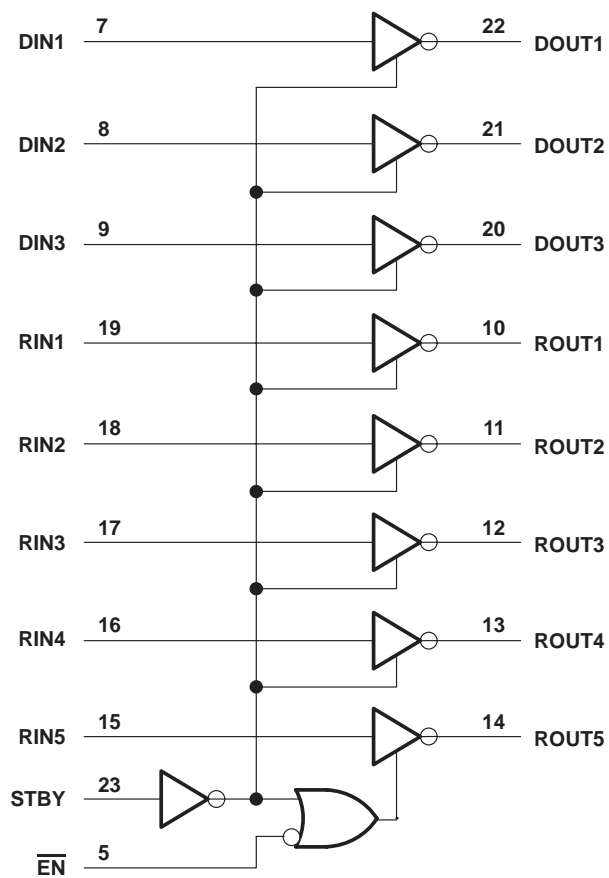 DIN1 7 22 DOUT1
DIN2 8 21 DOUT2
DIN3 9 20 DOUT3
RIN1 19 10 ROUT1
RIN2 18 11 ROUT2
RIN3 17 12 ROUT3
RIN4 16 13 ROUT4
RIN5 15 14 ROUT5
STBY 23
E̅N̅ 5